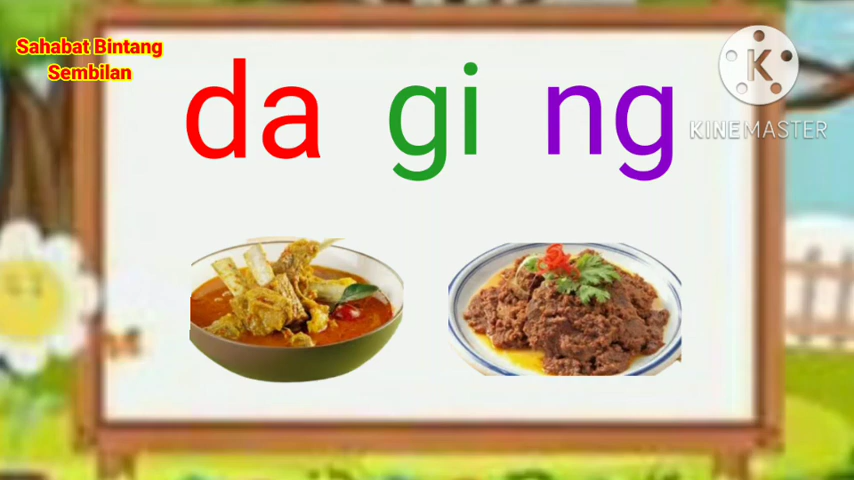 Sahabat Bintang
Sembilan
da gi ng
K
KINEMASTER